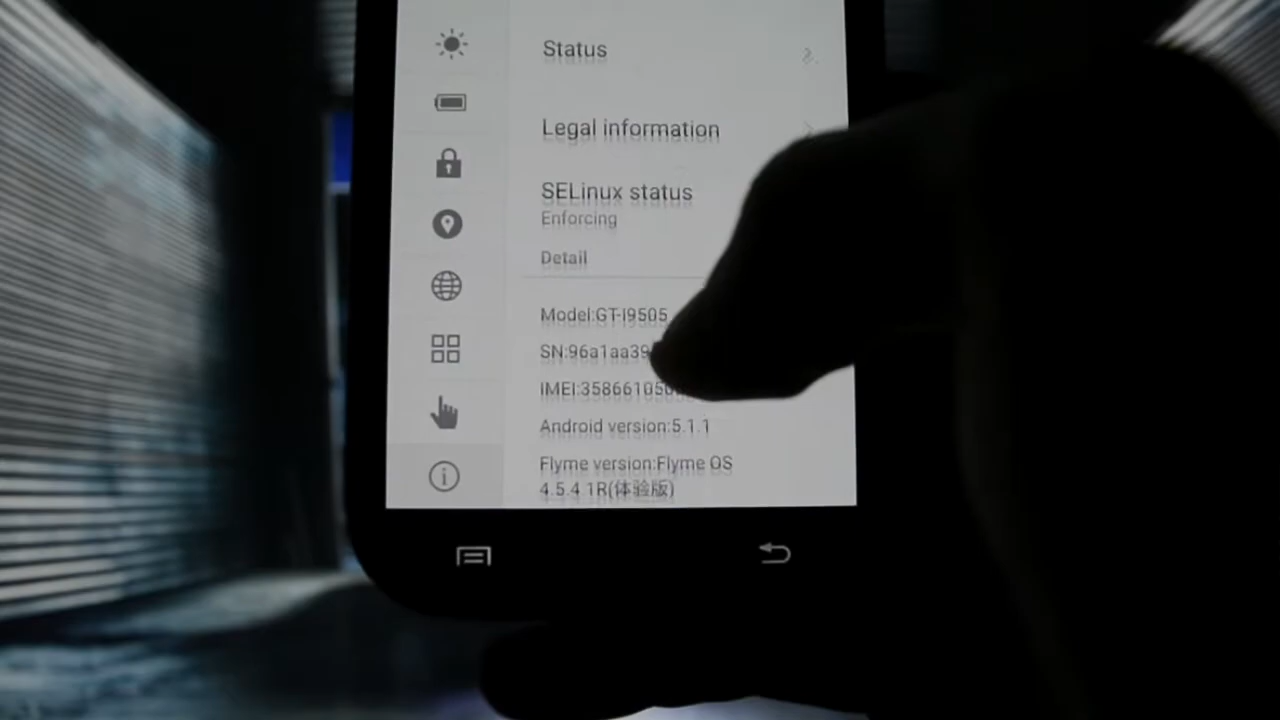 Status
Legal information
SELinux status
Enforcing
Detail
Model:GT-I9505
SN:96a1aa39
IMEI:358661050
Android version:5.1.1
Flyme version:Flyme OS
4.5.4 1R(体验版)